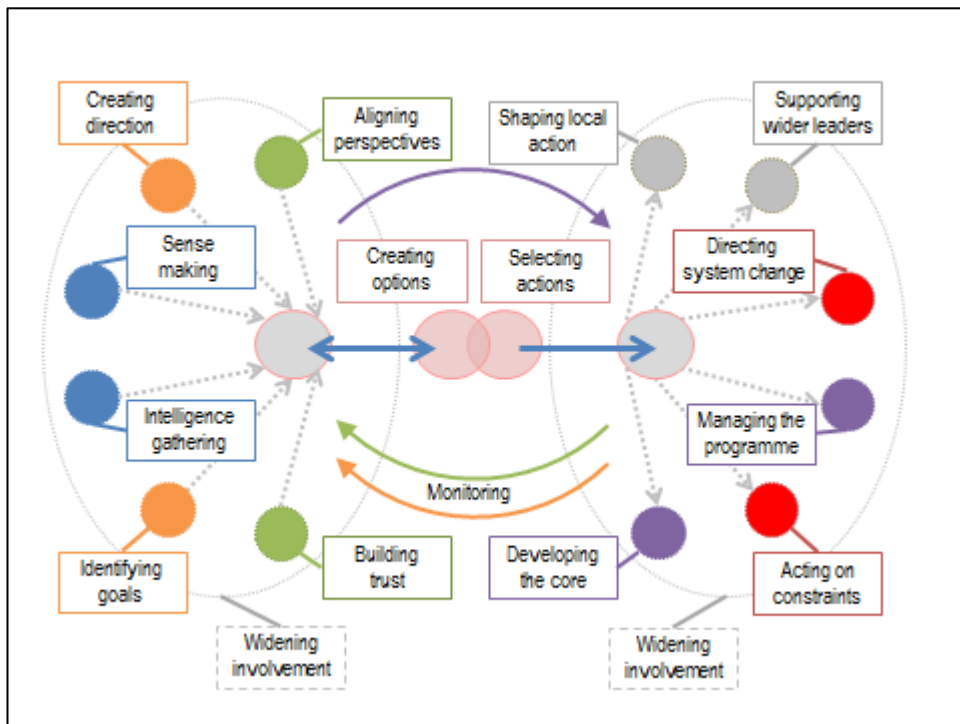 Creating
direction
Aligning
perspectives
Shaping local
action
Supporting
wider leaders
Sense
making
Creating
options
Selecting
actions
Directing
system change
Intelligence
gathering
Managing the
programme
Monitoring
Identifying
goals
Building
trust
Developing
the core
Acting on
constraints
Widening
involvement
Widening
involvement